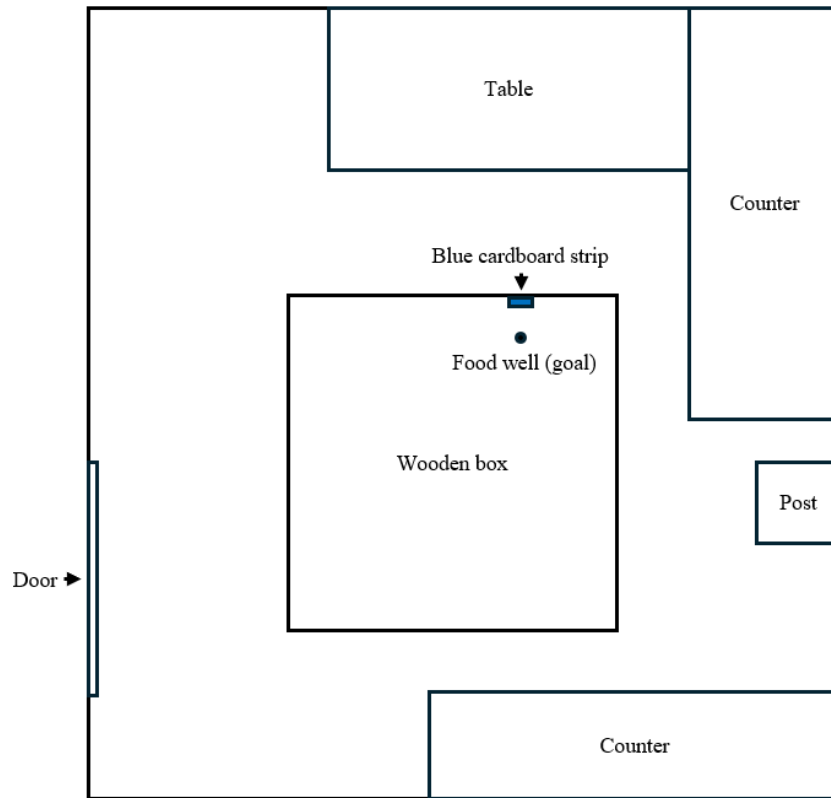 Table
Counter
Blue cardboard strip
Food well (goal)
Wooden box
Post
Door
Counter